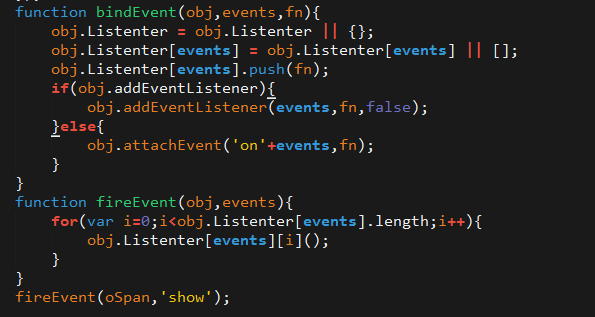 function bindEvent(obj,events,fn){
    obj.Listenter = obj.Listenter || {};
    obj.Listenter[events] = obj.Listenter[events] || [];
    obj.Listenter[events].push(fn);
    if(obj.addEventListener){
        obj.addEventListener(events,fn,false);
    }else{
        obj.attachEvent('on'+events,fn);
    }
}
function fireEvent(obj,events){
    for(var i=0;i<obj.Listenter[events].length;i++){
        obj.Listenter[events][i]();
    }
}
fireEvent(oSpan,'show');